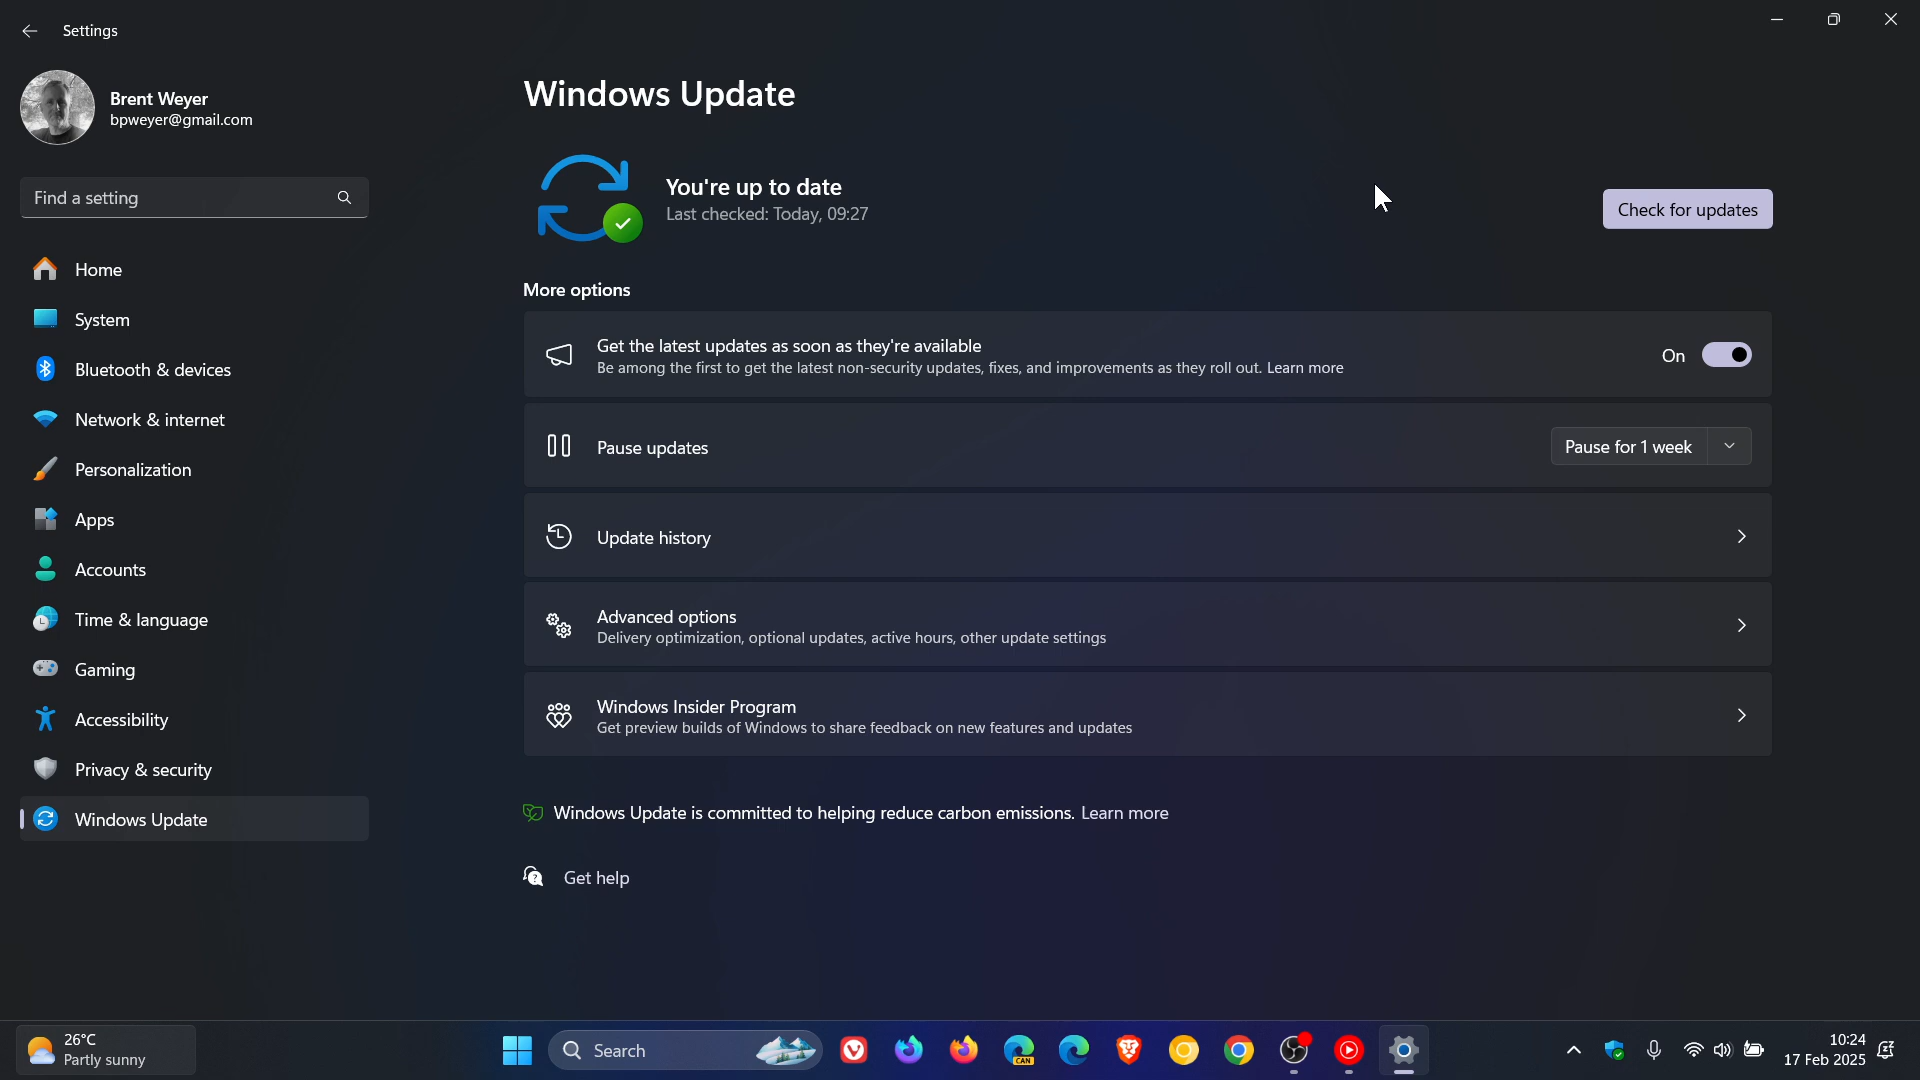 Settings
Brent Weyer
bpweyer@gmail.com
Find a setting
Home
System
Bluetooth & devices
Network & internet
Personalization
Apps
Accounts
Time & language
Gaming
Accessibility
Privacy & security
Windows Update
Windows Update
You're up to date
Last checked: Today, 09:27
Check for updates
More options
Get the latest updates as soon as they're available
Be among the first to get the latest non-security updates, fixes, and improvements as they roll out. Learn more
On
Pause updates
Pause for 1 week
Update history
Advanced options
Delivery optimization, optional updates, active hours, other update settings
Windows Insider Program
Get preview builds of Windows to share feedback on new features and updates
Windows Update is committed to helping reduce carbon emissions. Learn more
Get help
26°C
Partly sunny
Search
CAN
10:24
17 Feb 2025